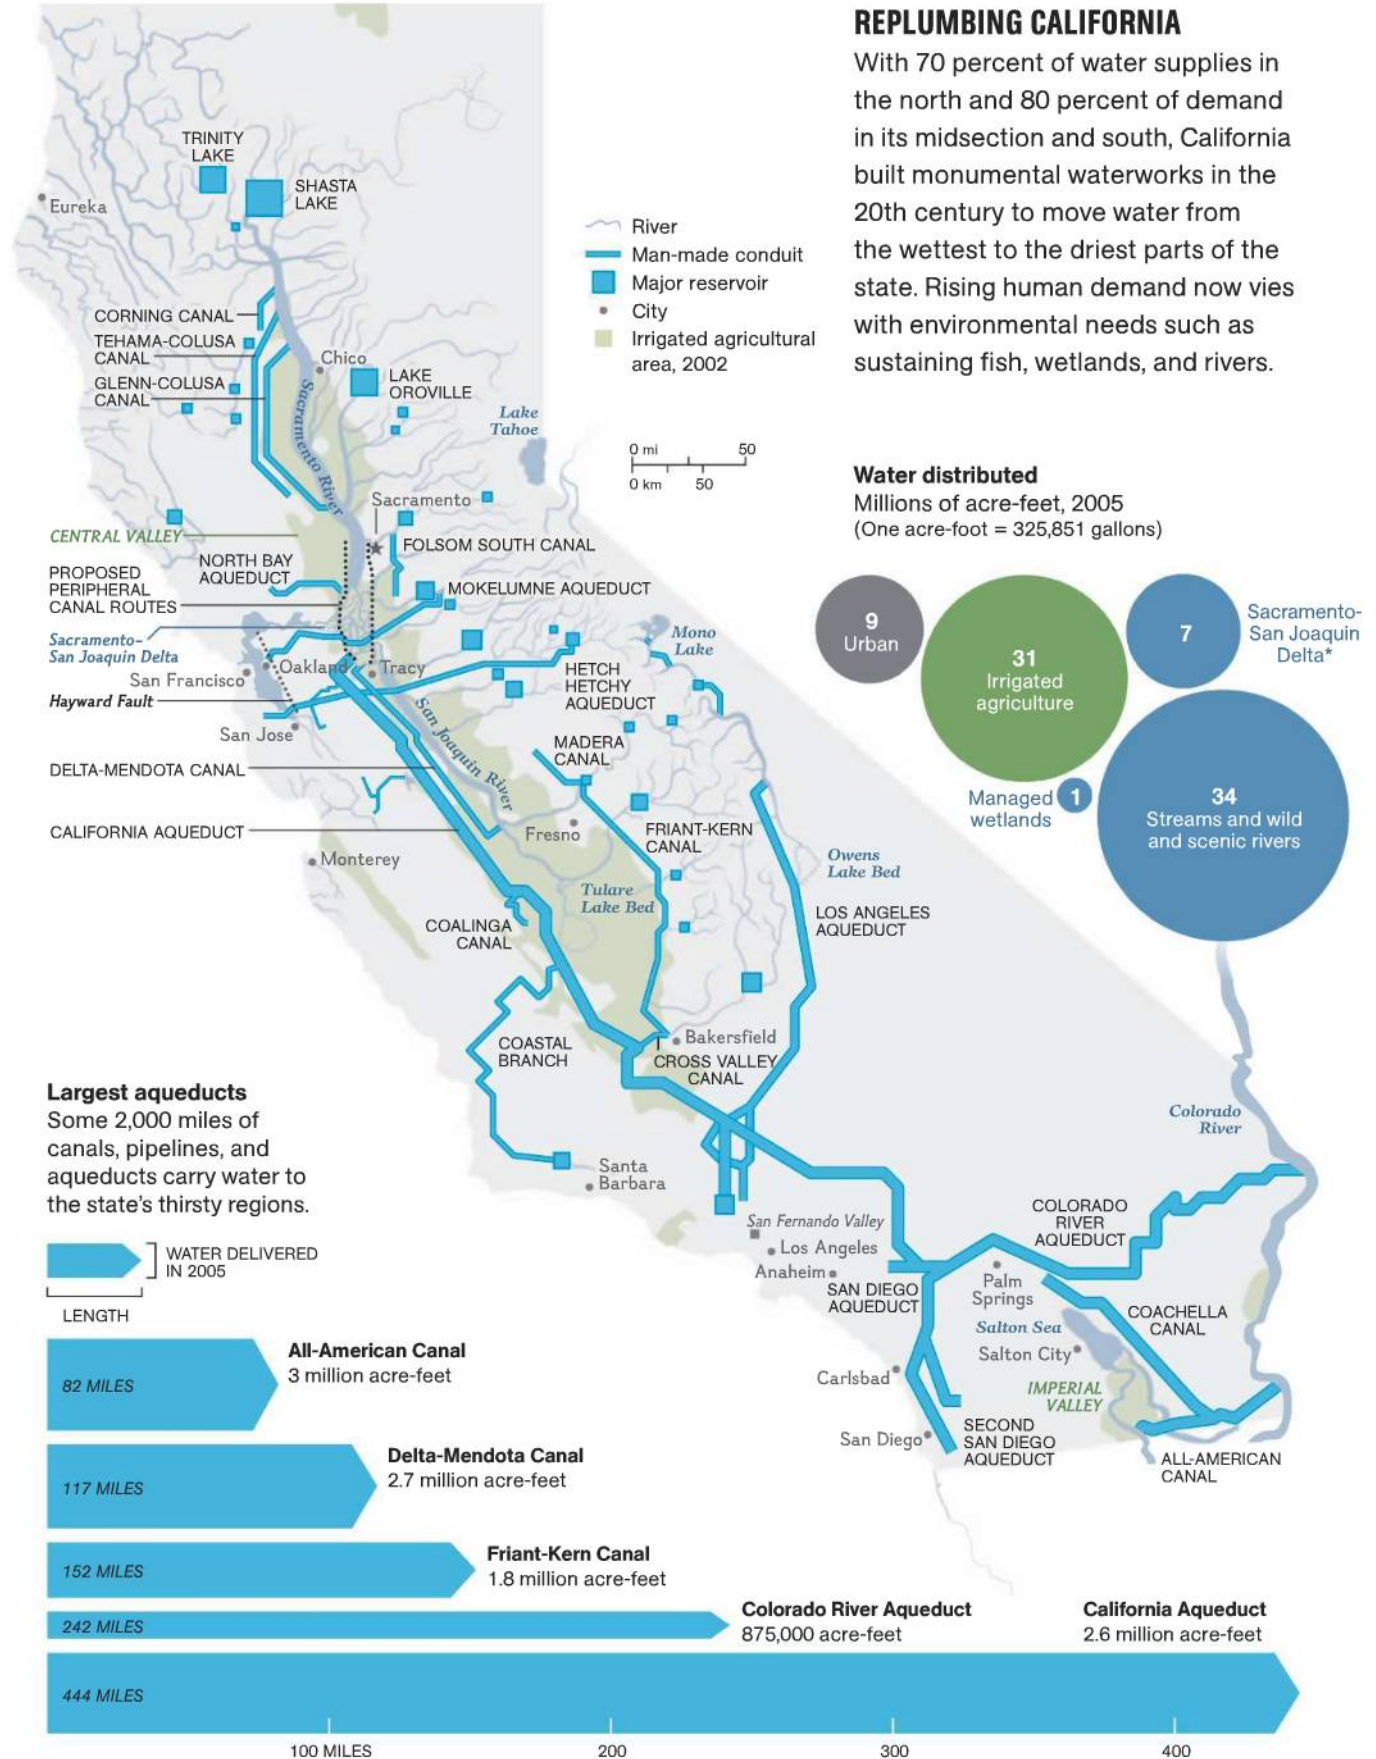 REPLUMBING CALIFORNIA
With 70 percent of water supplies in
the north and 80 percent of demand
in its midsection and south, California
built monumental waterworks in the
20th century to move water from
the wettest to the driest parts of the
state. Rising human demand now vies
with environmental needs such as
sustaining fish, wetlands, and rivers.
River
Man-made conduit
Major reservoir
City
Irrigated agricultural
area, 2002
0 mi 50
0 km 50
Water distributed
Millions of acre-feet, 2005
(One acre-foot = 325,851 gallons)
9
Urban
31
Irrigated
agriculture
7
Sacramento-
San Joaquin
Delta*
Managed
wetlands
1
34
Streams and wild
and scenic rivers
TRINITY
LAKE
SHASTA
LAKE
Eureka
CORNING CANAL
TEHAMA-COLUSA
CANAL
GLENN-COLUSA
CANAL
Chico
LAKE
OROVILLE
Sacramento River
Lake
Tahoe
Sacramento
CENTRAL VALLEY
FOLSOM SOUTH CANAL
NORTH BAY
AQUEDUCT
PROPOSED
PERIPHERAL
CANAL ROUTES
MOKELUMNE AQUEDUCT
Sacramento-
San Joaquin Delta
Mono
Lake
Oakland
Tracy
San Francisco
HETCH
HETCHY
AQUEDUCT
Hayward Fault
San Jose
San Joaquin River
MADERA
CANAL
DELTA-MENDOTA CANAL
CALIFORNIA AQUEDUCT
Fresno
FRIANT-KERN
CANAL
Monterey
Owens
Lake Bed
Tulare
Lake Bed
LOS ANGELES
AQUEDUCT
COALINGA
CANAL
COASTAL
BRANCH
Bakersfield
CROSS VALLEY
CANAL
Colorado
River
Santa
Barbara
San Fernando Valley
Los Angeles
Anaheim
COLORADO
RIVER
AQUEDUCT
SAN DIEGO
AQUEDUCT
Palm
Springs
Salton Sea
COACHELLA
CANAL
Salton City
Carlsbad
IMPERIAL
VALLEY
San Diego
SECOND
SAN DIEGO
AQUEDUCT
ALL-AMERICAN
CANAL
Largest aqueducts
Some 2,000 miles of
canals, pipelines, and
aqueducts carry water to
the state's thirsty regions.
WATER DELIVERED
IN 2005
LENGTH
All-American Canal
3 million acre-feet
82 MILES
Delta-Mendota Canal
2.7 million acre-feet
117 MILES
Friant-Kern Canal
1.8 million acre-feet
152 MILES
Colorado River Aqueduct
875,000 acre-feet
242 MILES
California Aqueduct
2.6 million acre-feet
444 MILES
100 MILES 200 300 400